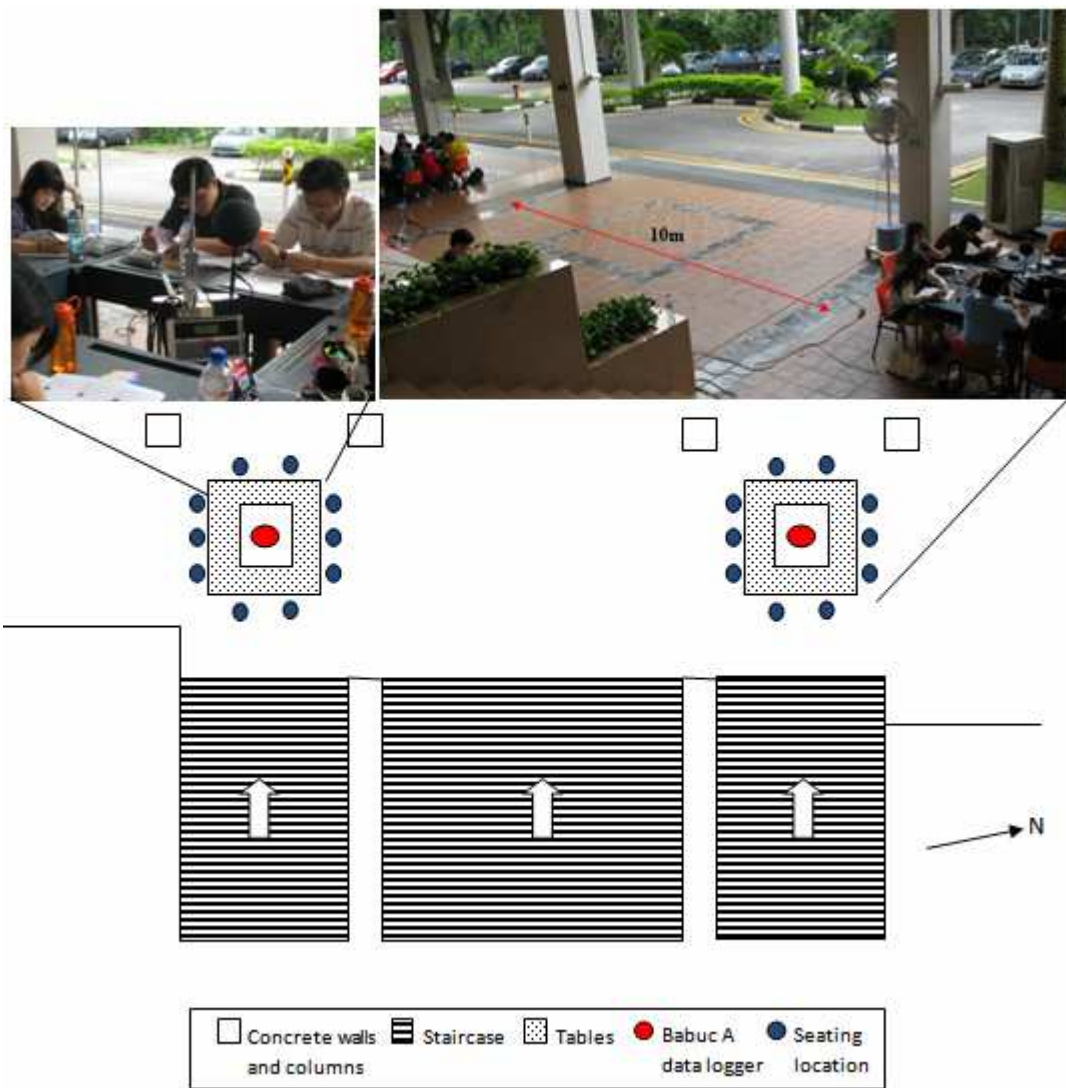 10m
N
Concrete walls
and columns
Staircase
Tables
Babuc A
data logger
Seating
location